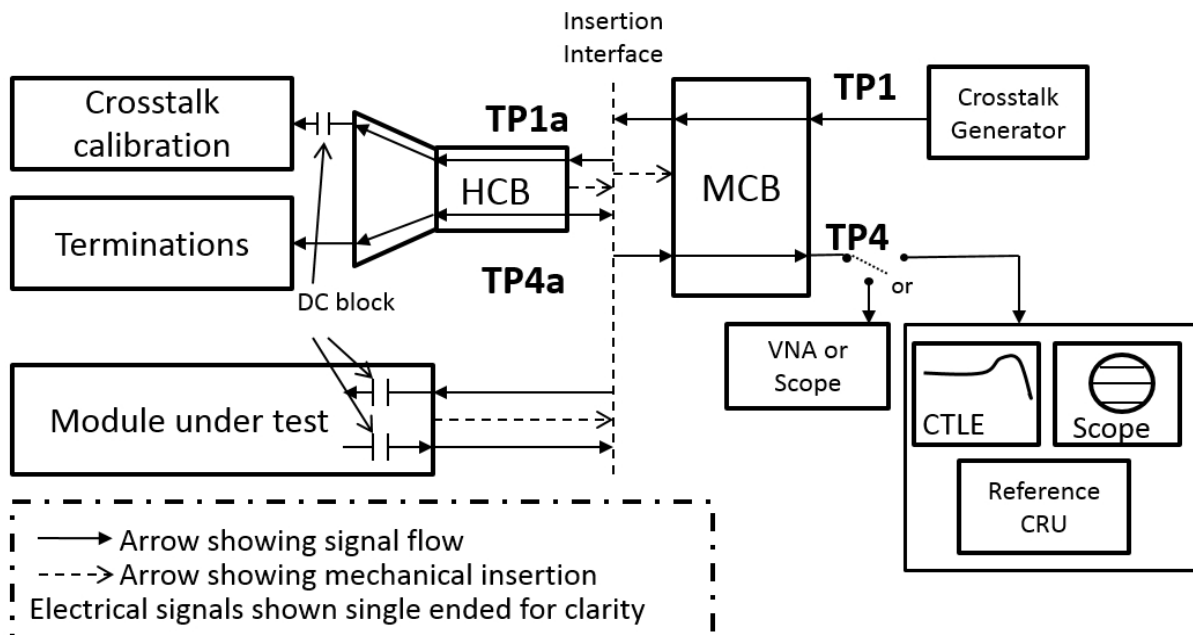 Insertion
Interface
Crosstalk
calibration
TP1a
HCB
MCB
TP1
Crosstalk
Generator
Terminations
TP4a
TP4
or
DC block
VNA or
Scope
CTLE
Scope
Reference
CRU
Module under test
Arrow showing signal flow
Arrow showing mechanical insertion
Electrical signals shown single ended for clarity